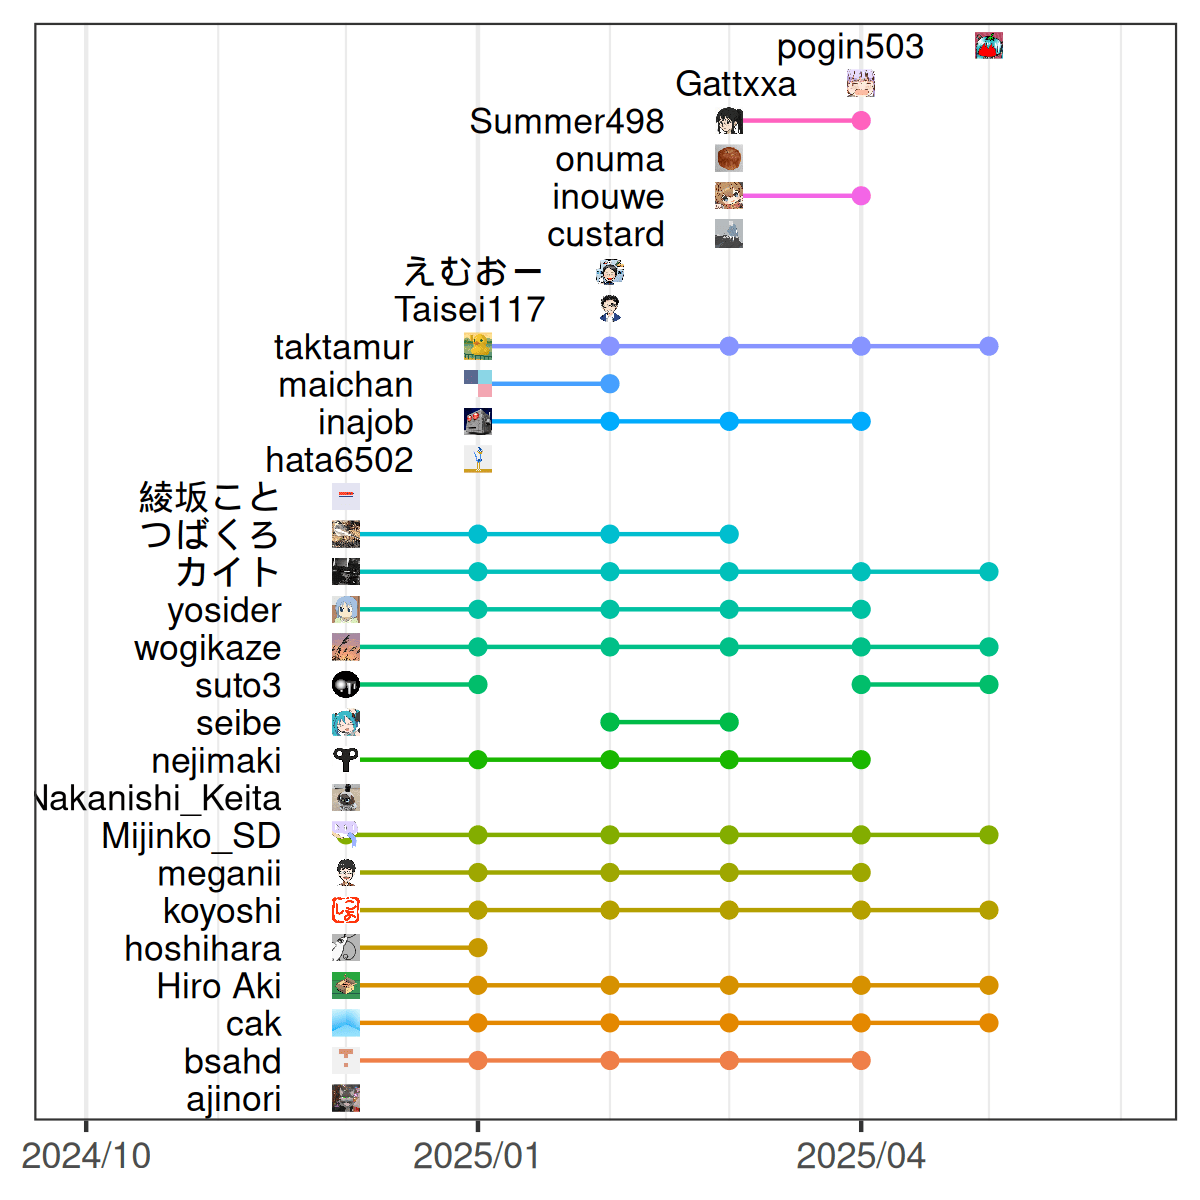 pogin503
Gattxxa
Summer498
onuma
inouwe
custard
えむおー
Taisei117
taktamur
maichan
inajob
hata6502
綾坂こと
つばくろ
カイト
yosider
wogikaze
suto3
seibe
nejimaki
Nakanishi_Keita
Mijinko_SD
meganii
koyoshi
hoshihara
Hiro Aki
cak
bsahd
ajinori
2024/10 2025/01 2025/04